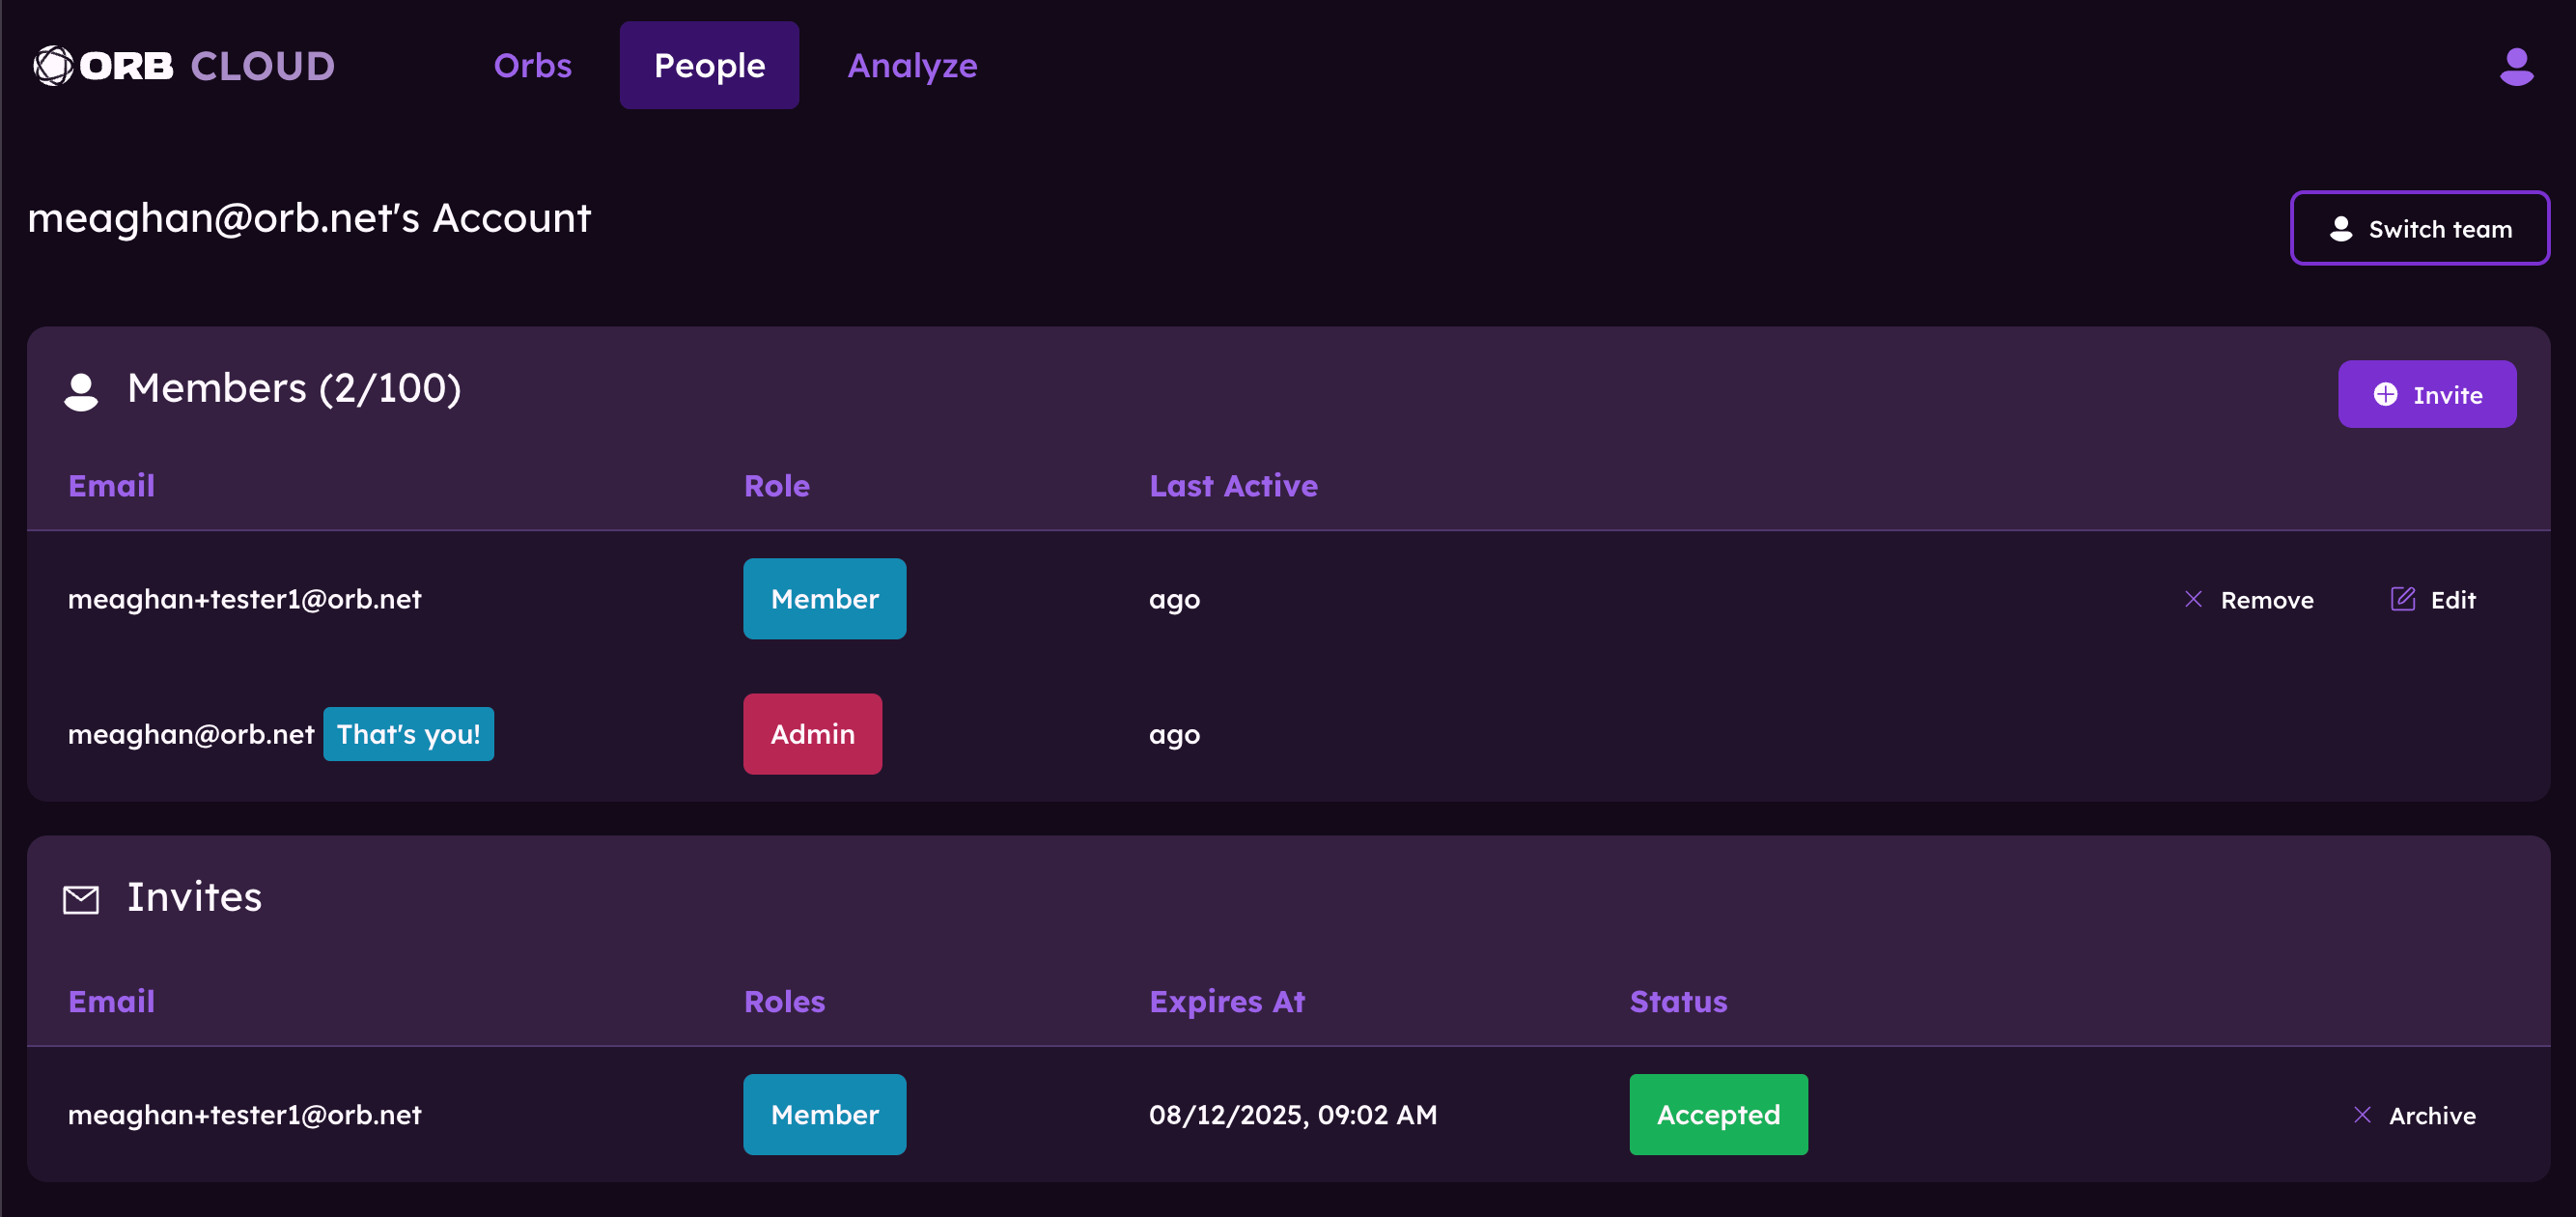 ORB CLOUD Orbs People Analyze
meaghan@orb.net's Account
Switch team
Members (2/100)
Invite
Email Role Last Active
meaghan+tester1@orb.net Member ago Remove Edit
meaghan@orb.net That's you! Admin ago
Invites
Email Roles Expires At Status
meaghan+tester1@orb.net Member 08/12/2025, 09:02 AM Accepted Archive